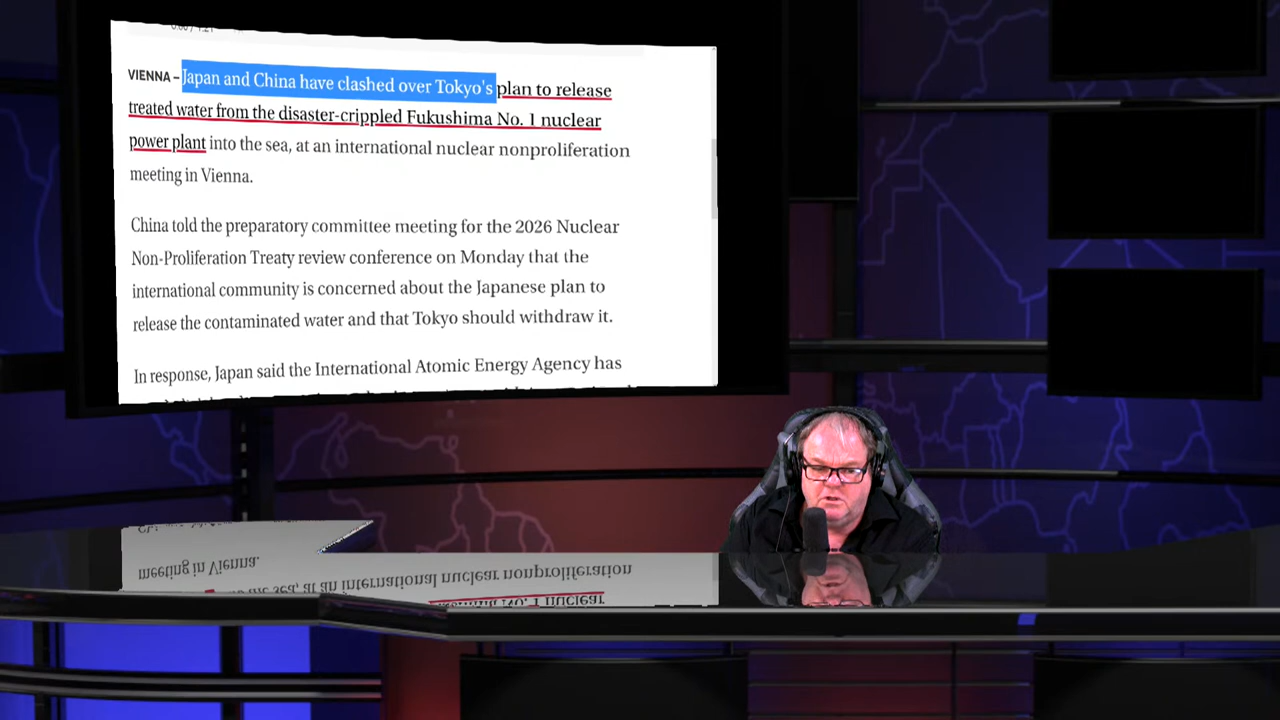 VIENNA – Japan and China have clashed over Tokyo's plan to release
treated water from the disaster-crippled Fukushima No. 1 nuclear
power plant into the sea, at an international nuclear nonproliferation
meeting in Vienna.
China told the preparatory committee meeting for the 2026 Nuclear
Non-Proliferation Treaty review conference on Monday that the
international community is concerned about the Japanese plan to
release the contaminated water and that Tokyo should withdraw it.
In response, Japan said the International Atomic Energy Agency has